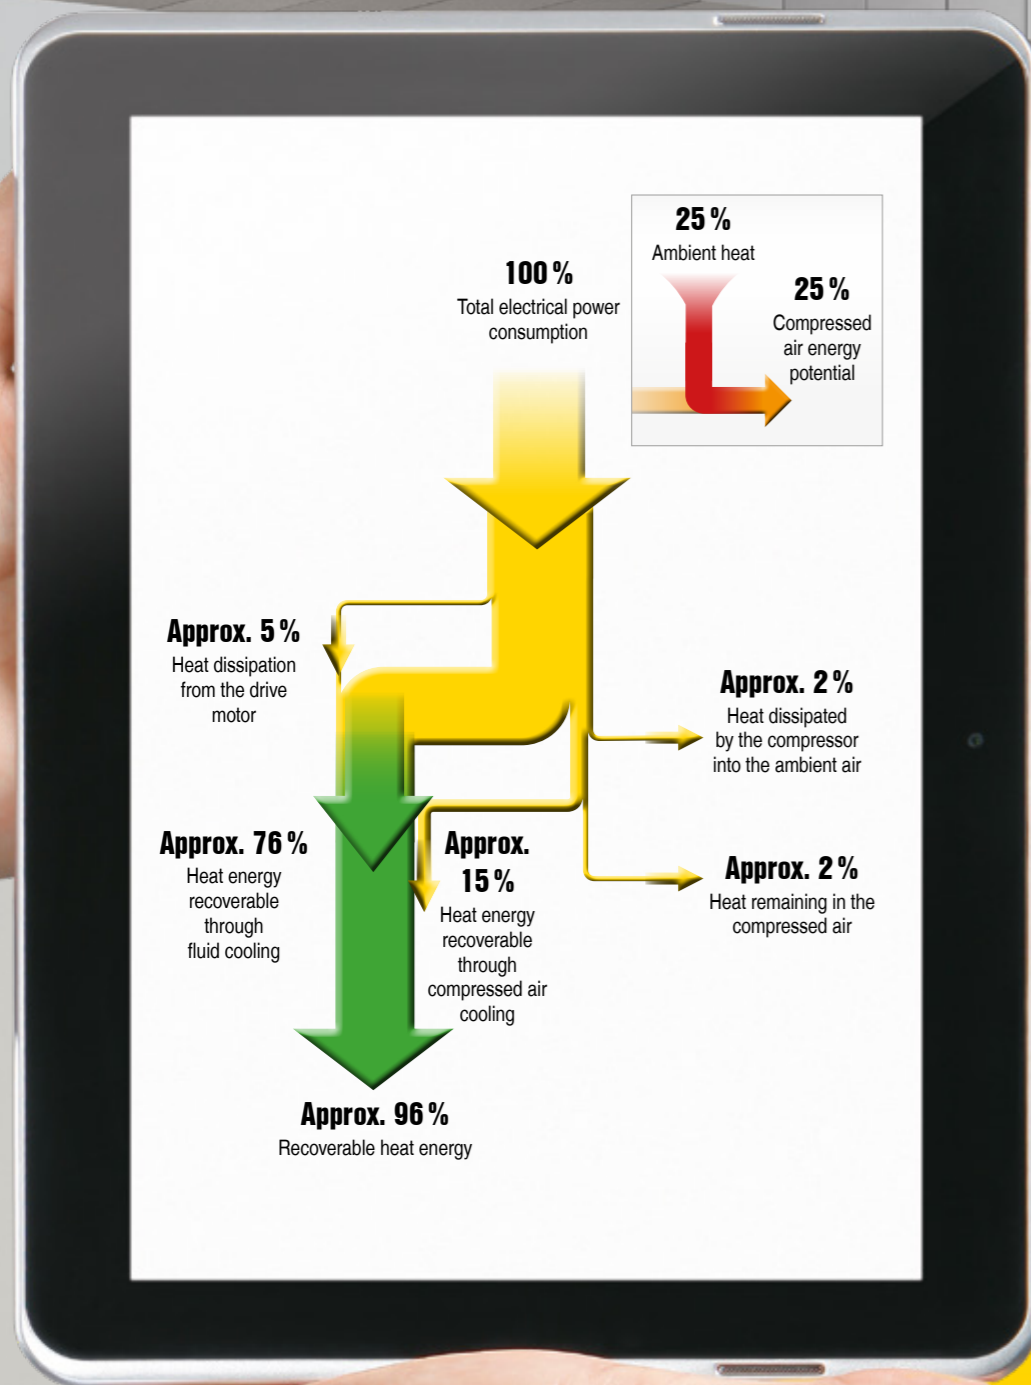 25 %
Ambient heat
100 %
Total electrical power
consumption
25 %
Compressed
air energy
potential
Approx. 5 %
Heat dissipation
from the drive
motor
Approx. 2 %
Heat dissipated
by the compressor
into the ambient air
Approx. 76 %
Heat energy
recoverable
through
fluid cooling
Approx.
15 %
Heat energy
recoverable
through
compressed air
cooling
Approx. 2 %
Heat remaining in the
compressed air
Approx. 96 %
Recoverable heat energy